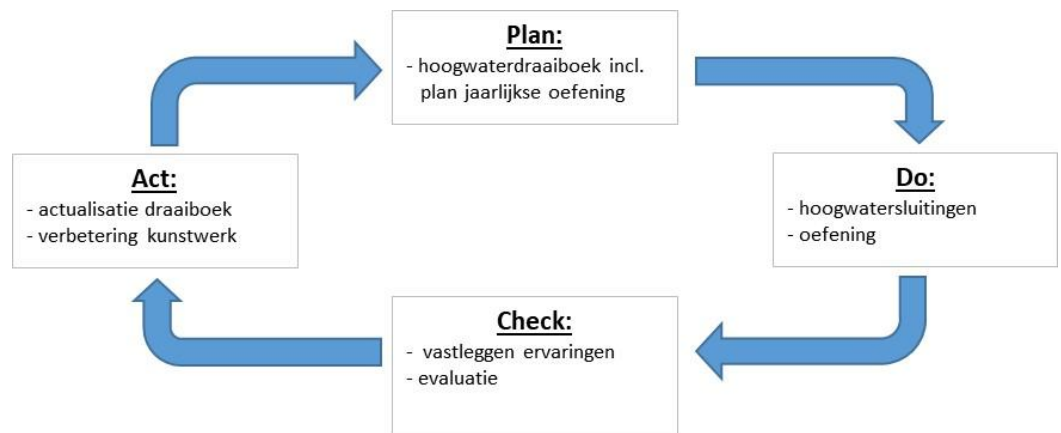 Plan:
- hoogwaterdraaiboek incl.
plan jaarlijkse oefening
Do:
- hoogwatersluitingen
- oefening
Check:
- vastleggen ervaringen
- evaluatie
Act:
- actualisatie draaiboek
- verbetering kunstwerk